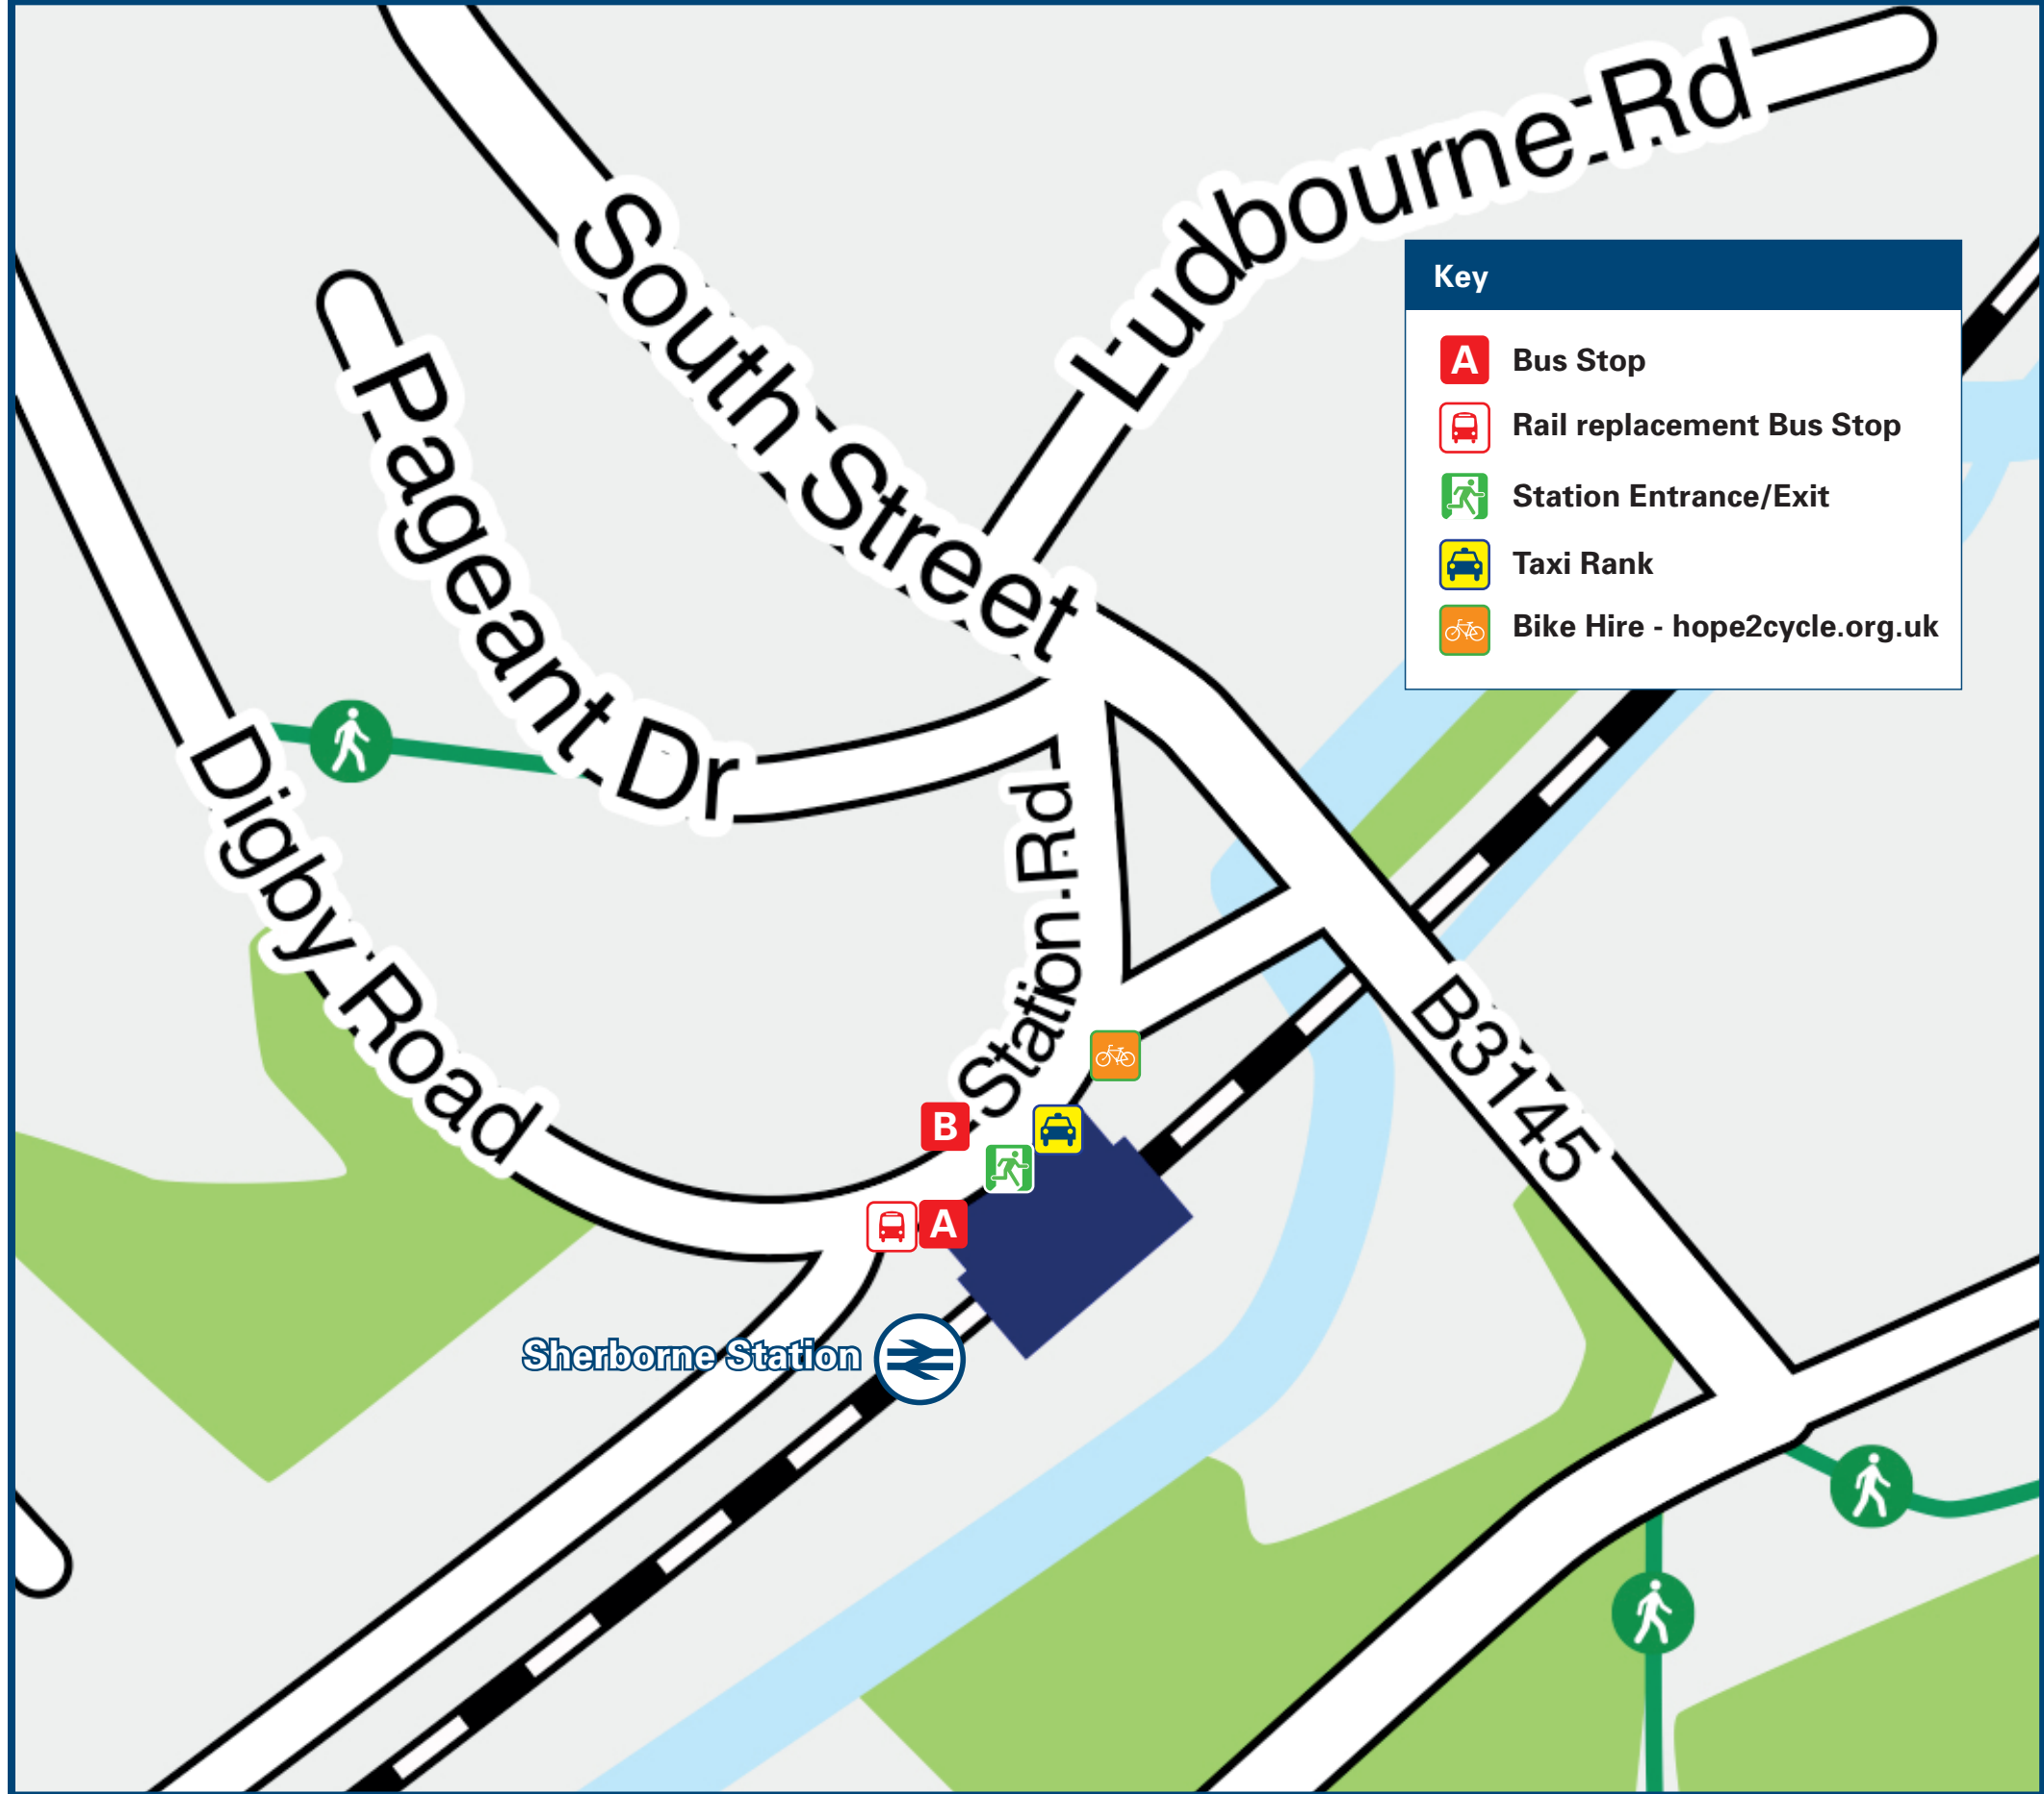 Ludbourne Rd
South Street
Key
A Bus Stop
Rail replacement Bus Stop
Station Entrance/Exit
Taxi Rank
Bike Hire - hope2cycle.org.uk
Pageant Dr
Digby Road
Station Rd
B3145
B
A
Sherborne Station